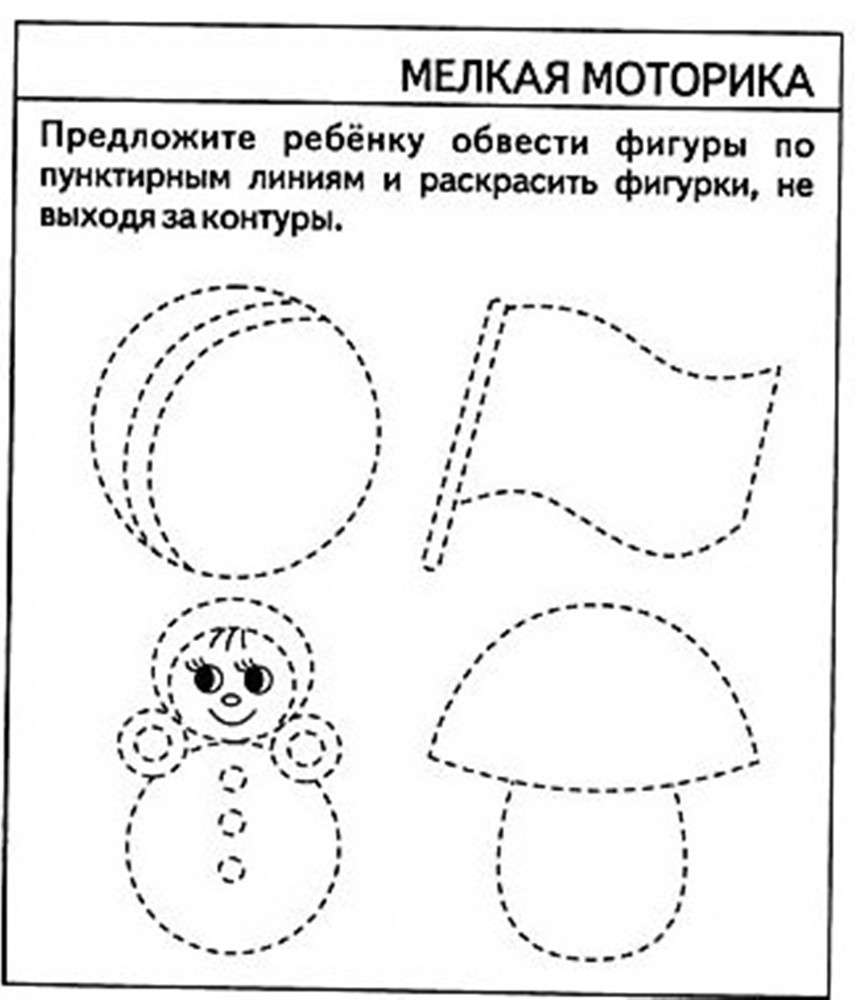 МЕЛКАЯ МОТОРИКА
Предложите ребёнку обвести фигуры по
пунктирным линиям и раскрасить фигурки, не
выходя за контуры.